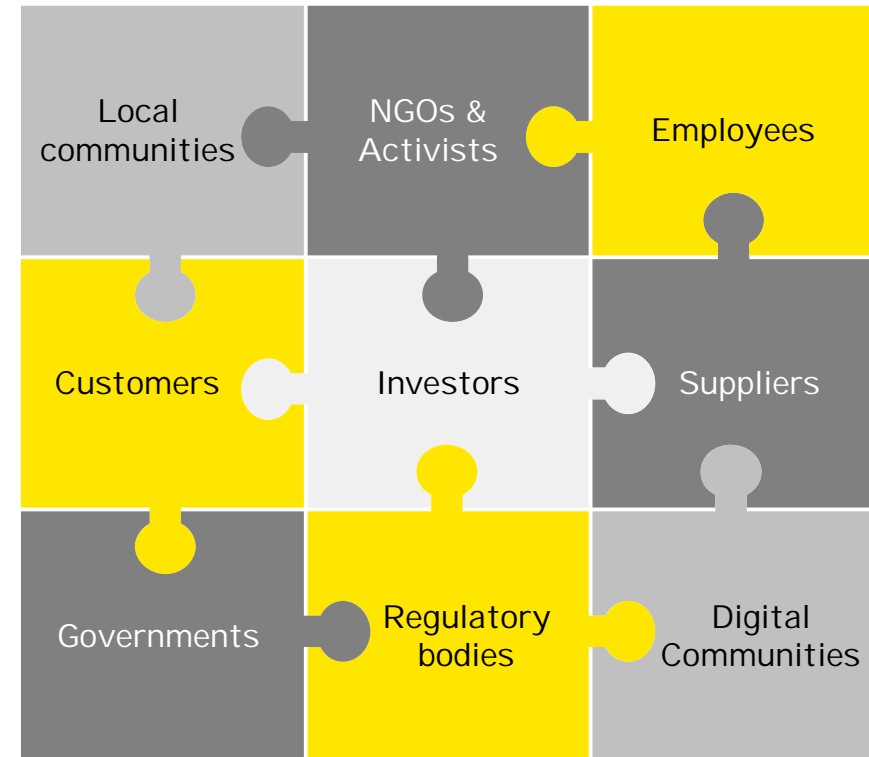 Local
communities
NGOs &
Activists
Employees
Customers
Investors
Suppliers
Governments
Regulatory
bodies
Digital
Communities